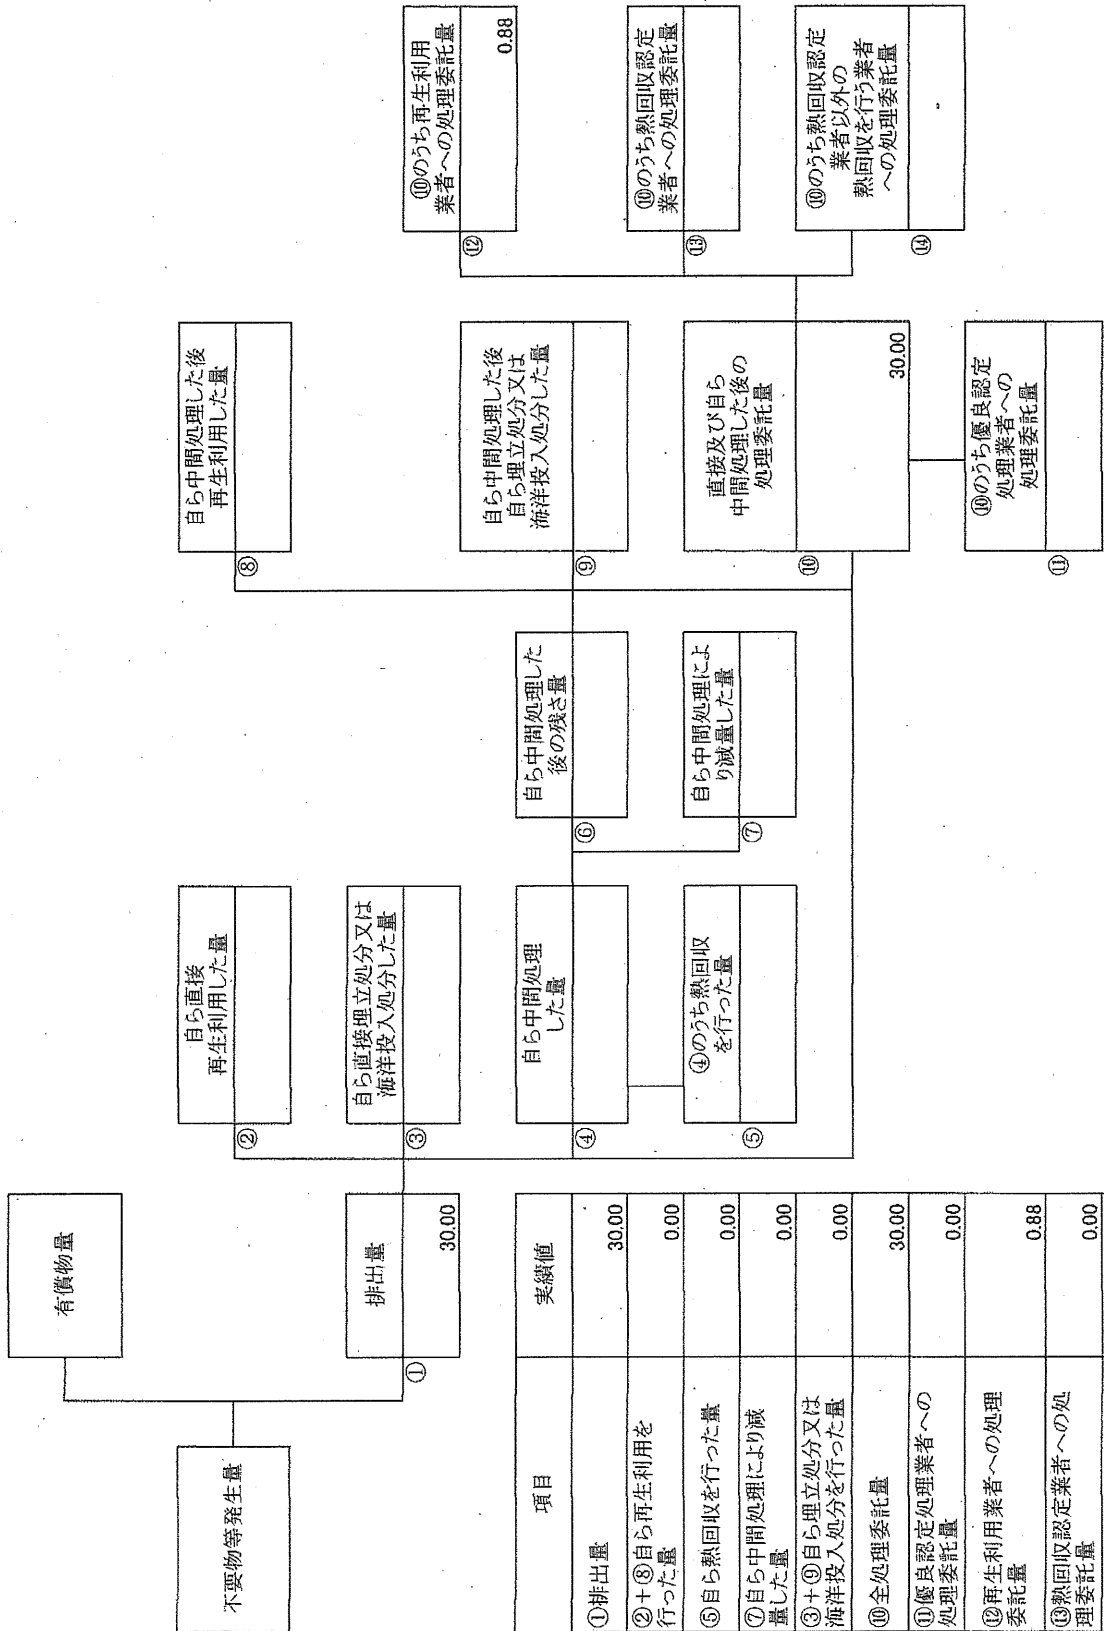 不要物等発生量
有償物量
排出量
①
30.00
自ら直接
再生利用した量
②
自ら直接埋立処分又は
海洋投入処分した量
③
自ら中間処理
した量
④
④のうち熱回収
を行った量
⑤
自ら中間処理した
後の残さ量
⑥
自ら中間処理によ
り減量した量
⑦
自ら中間処理した後
再生利用した量
⑧
自ら中間処理した後
自ら埋立処分又は
海洋投入処分した量
⑨
直接及び自ら
中間処理した後の
処理委託量
⑩
30.00
⑩のうち優良認定
処理業者への
処理委託量
⑪
⑩のうち再生利用
業者への処理委託量
⑫
0.88
⑩のうち熱回収認定
業者への処理委託量
⑬
⑩のうち熱回収認定
業者以外の
熱回収を行う業者
への処理委託量
⑭
項目 実績値
①排出量 30.00
②+⑧自ら再生利用を
行った量 0.00
⑤自ら熱回収を行った量 0.00
⑦自ら中間処理により減
量した量 0.00
③+⑨自ら埋立処分又は
海洋投入処分を行った量 0.00
⑩全処理委託量 30.00
⑪優良認定処理業者への
処理委託量 0.00
⑫再生利用業者への処理
委託量 0.88
⑬熱回収認定業者への処
理委託量 0.00